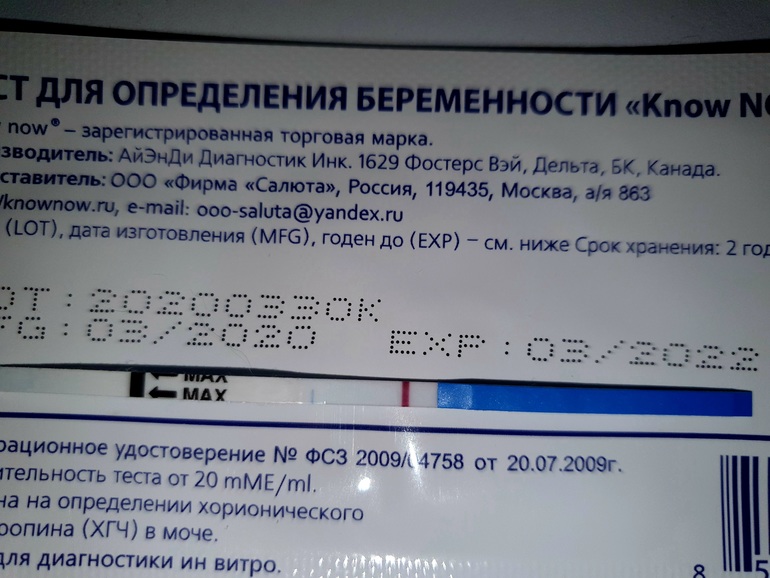 СТ ДЛЯ ОПРЕДЕЛЕНИЯ БЕРЕМЕННОСТИ «Know NO
now® – зарегистрированная торговая марка.
зводитель: АйЭнДи Диагностик Инк. 1629 Фостерс Вэй, Дельта, БК, Канада.
ставитель: ООО «Фирма «Салюта», Россия, 119435, Москва, а/я 863
/knownow.ru, e-mail: ooo-saluta@yandex.ru
(LOT), дата изготовления (MFG), годен до (EXP) – см. ниже Срок хранения: 2 год
OT: 20200330K
FG: 03/2020 EXP: 03/2022
MAX
MAX
рационное удостоверение № ФСЗ 2009/04758 от 20.07.2009г.
ительность теста от 20 mME/ml.
на на определении хорионического
ропина (ХГЧ) в моче.
для диагностики ин витро.
8 5